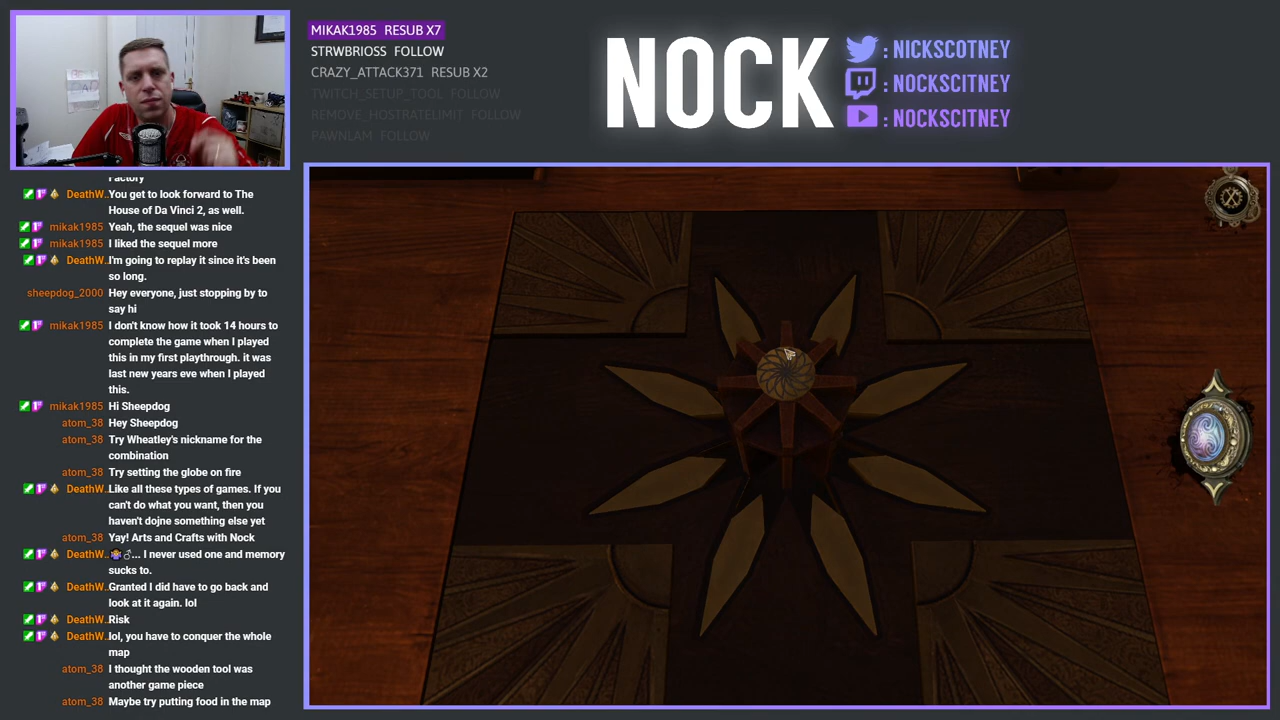 MIKAK1985 RESUB X7
STRWBRIOSS FOLLOW
CRAZY_ATTACK371 RESUB X2
TWITCH_SETUP_TOOL FOLLOW
REMOVE_HOSTRATELIMIT FOLLOW
PAWNLAM FOLLOW
NOCK
: NICKSCOTNEY
: NOCKSCITNEY
: NOCKSCITNEY
Factory
DeathW.. You get to look forward to The
House of Da Vinci 2, as well.
mikak1985 Yeah, the sequel was nice
mikak1985 I liked the sequel more
DeathW.. I'm going to replay it since it's been
so long.
sheepdog_2000 Hey everyone, just stopping by to
say hi
mikak1985 I don't know how it took 14 hours to
complete the game when I played
this in my first playthrough. it was
last new years eve when I played
this.
mikak1985 Hi Sheepdog
atom_38 Hey Sheepdog
atom_38 Try Wheatley's nickname for the
combination
atom_38 Try setting the globe on fire
DeathW.. Like all these types of games. If you
can't do what you want, then you
haven't dojne something else yet
atom_38 Yay! Arts and Crafts with Nock
DeathW.. 🤷‍♂... I never used one and memory
sucks to.
DeathW.. Granted I did have to go back and
look at it again. lol
DeathW.. Risk
DeathW.. lol, you have to conquer the whole
map
atom_38 I thought the wooden tool was
another game piece
atom_38 Maybe try putting food in the map